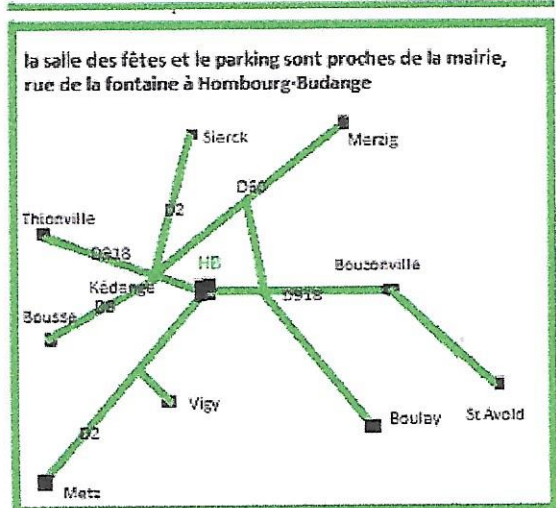 la salle des fêtes et le parking sont proches de la mairie,
rue de la fontaine à Hombourg-Budange
Sierck
Merzig
D60
D2
Thionville
D918
HB
Bouzonville
Kédange
D918
Bousse
Vigy
Boulay
St Avold
D2
Metz